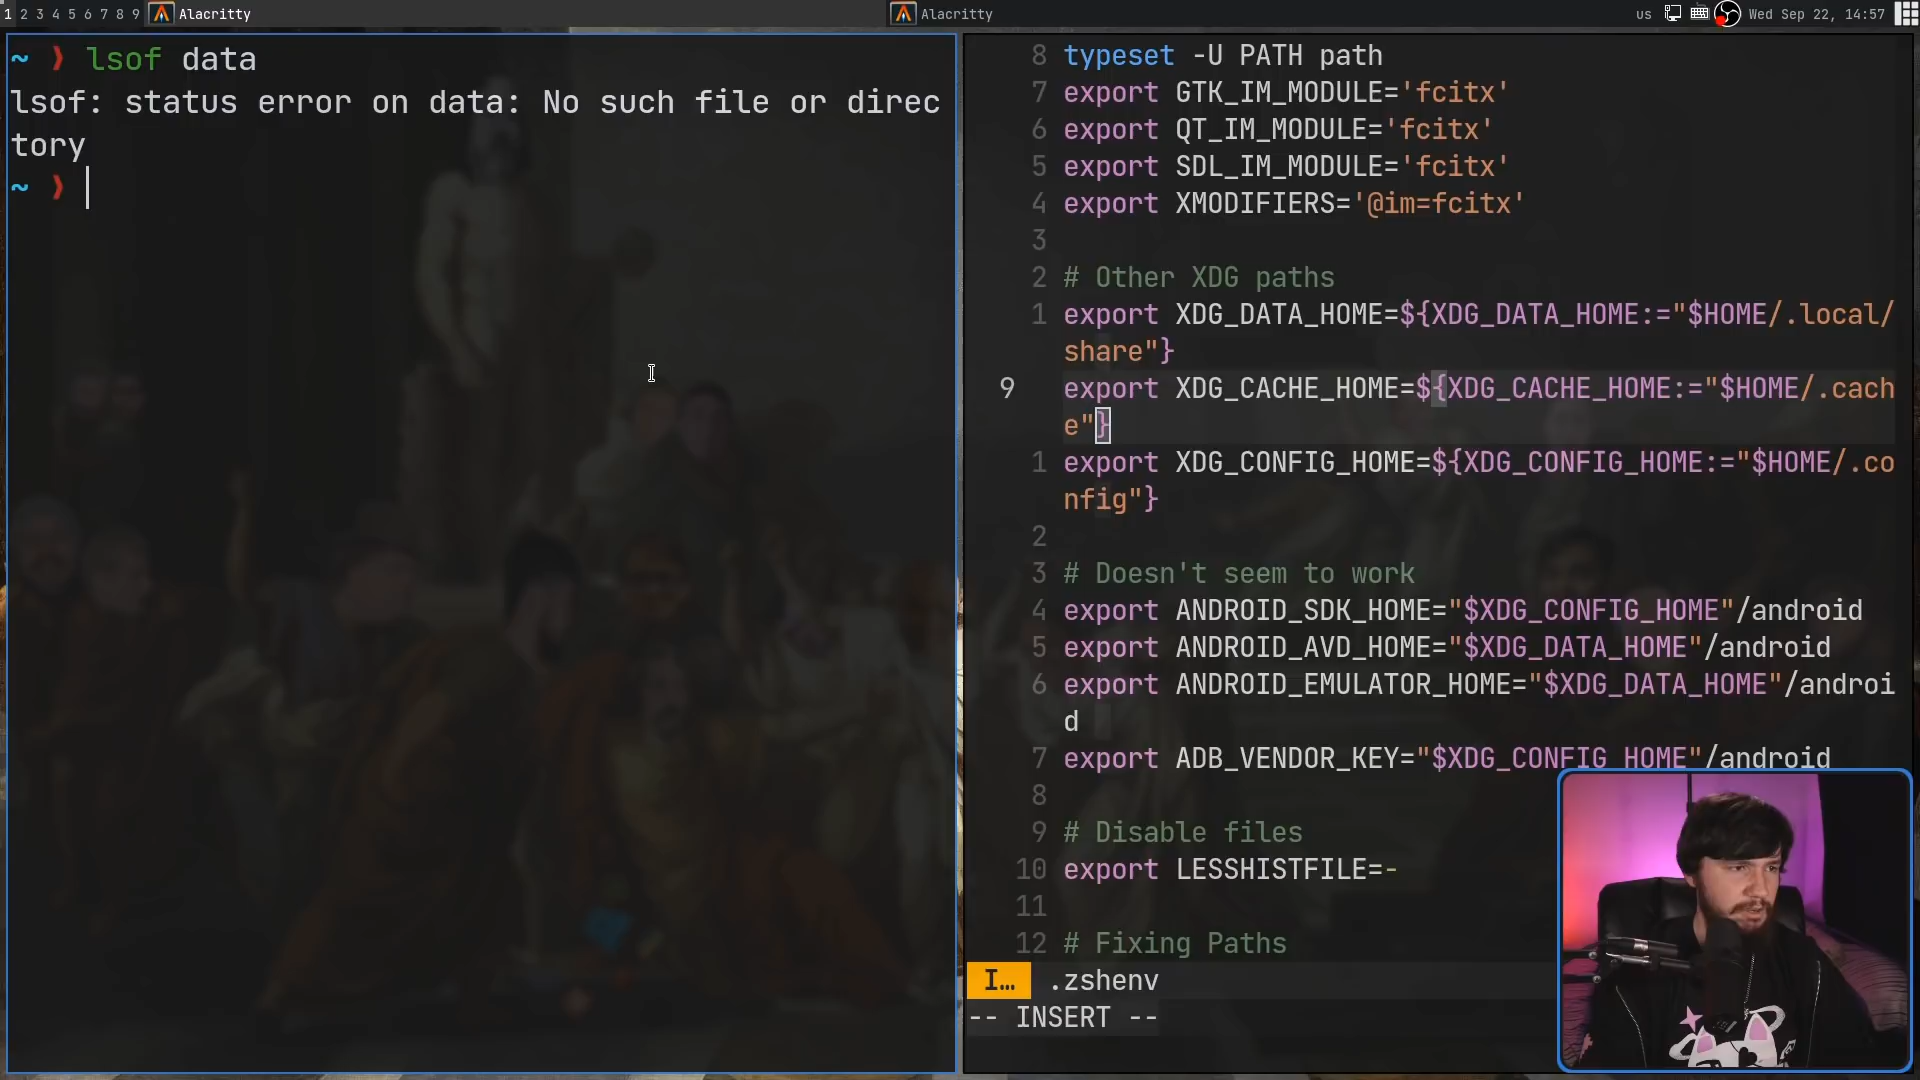 1 2 3 4 5 6 7 8 9 Alacritty
Alacritty
us Wed Sep 22, 14:57
~ ❯ lsof data
lsof: status error on data: No such file or direc
tory
~ ❯
8 typeset -U PATH path
7 export GTK_IM_MODULE='fcitx'
6 export QT_IM_MODULE='fcitx'
5 export SDL_IM_MODULE='fcitx'
4 export XMODIFIERS='@im=fcitx'
3
2 # Other XDG paths
1 export XDG_DATA_HOME=${XDG_DATA_HOME:="$HOME/.local/
share"}
9 export XDG_CACHE_HOME=${XDG_CACHE_HOME:="$HOME/.cach
e"}
1 export XDG_CONFIG_HOME=${XDG_CONFIG_HOME:="$HOME/.co
nfig"}
2
3 # Doesn't seem to work
4 export ANDROID_SDK_HOME="$XDG_CONFIG_HOME"/android
5 export ANDROID_AVD_HOME="$XDG_DATA_HOME"/android
6 export ANDROID_EMULATOR_HOME="$XDG_DATA_HOME"/androi
d
7 export ADB_VENDOR_KEY="$XDG_CONFIG_HOME"/android
8
9 # Disable files
10 export LESSHISTFILE=-
11
12 # Fixing Paths
I… .zshenv
-- INSERT --